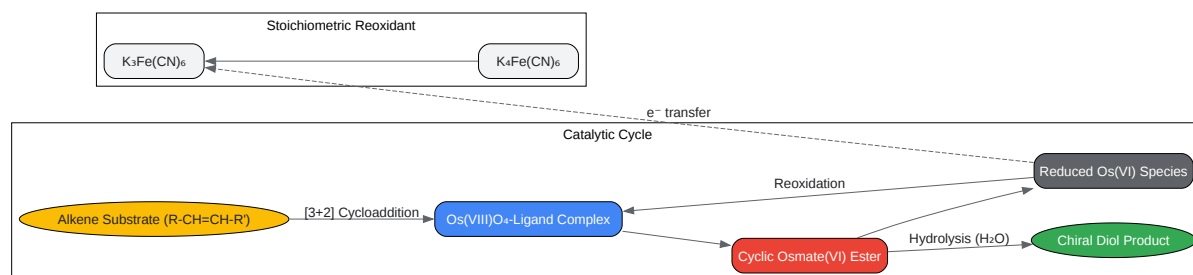 Stoichiometric Reoxidant
K₃Fe(CN)₆
K₄Fe(CN)₆
e⁻ transfer
Catalytic Cycle
Reduced Os(VI) Species
Reoxidation
Alkene Substrate (R-CH=CH-R')
[3+2] Cycloaddition
Os(VIII)O₄-Ligand Complex
Hydrolysis (H₂O)
Chiral Diol Product
Cyclic Osmate(VI) Ester